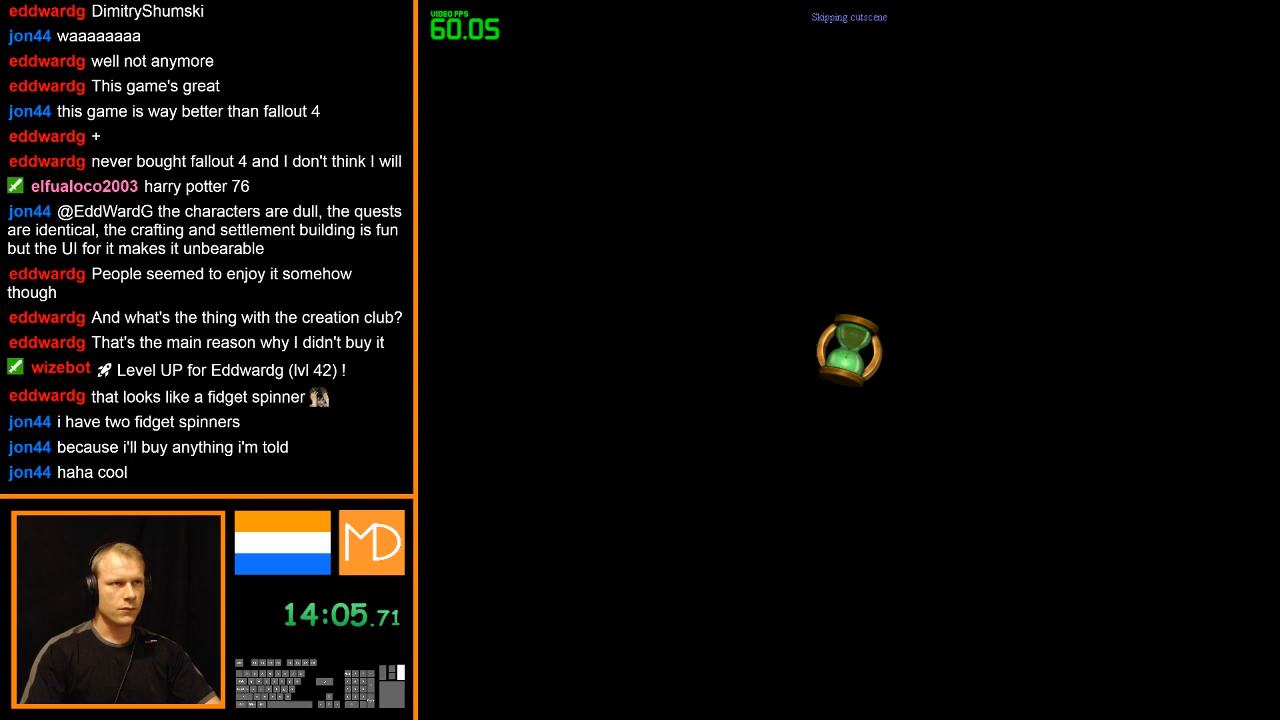 eddwardg DimitryShumski
jon44 waaaaaaaa
eddwardg well not anymore
eddwardg This game's great
jon44 this game is way better than fallout 4
eddwardg +
eddwardg never bought fallout 4 and I don't think I will
elfualoco2003 harry potter 76
jon44 @EddWardG the characters are dull, the quests
are identical, the crafting and settlement building is fun
but the UI for it makes it unbearable
eddwardg People seemed to enjoy it somehow
though
eddwardg And what's the thing with the creation club?
eddwardg That's the main reason why I didn't buy it
wizebot 🚀 Level UP for Eddwardg (lvl 42) !
eddwardg that looks like a fidget spinner
jon44 i have two fidget spinners
jon44 because i'll buy anything i'm told
jon44 haha cool
MD
14:05.71
VIDEO FPS
60.05
Skipping cutscene